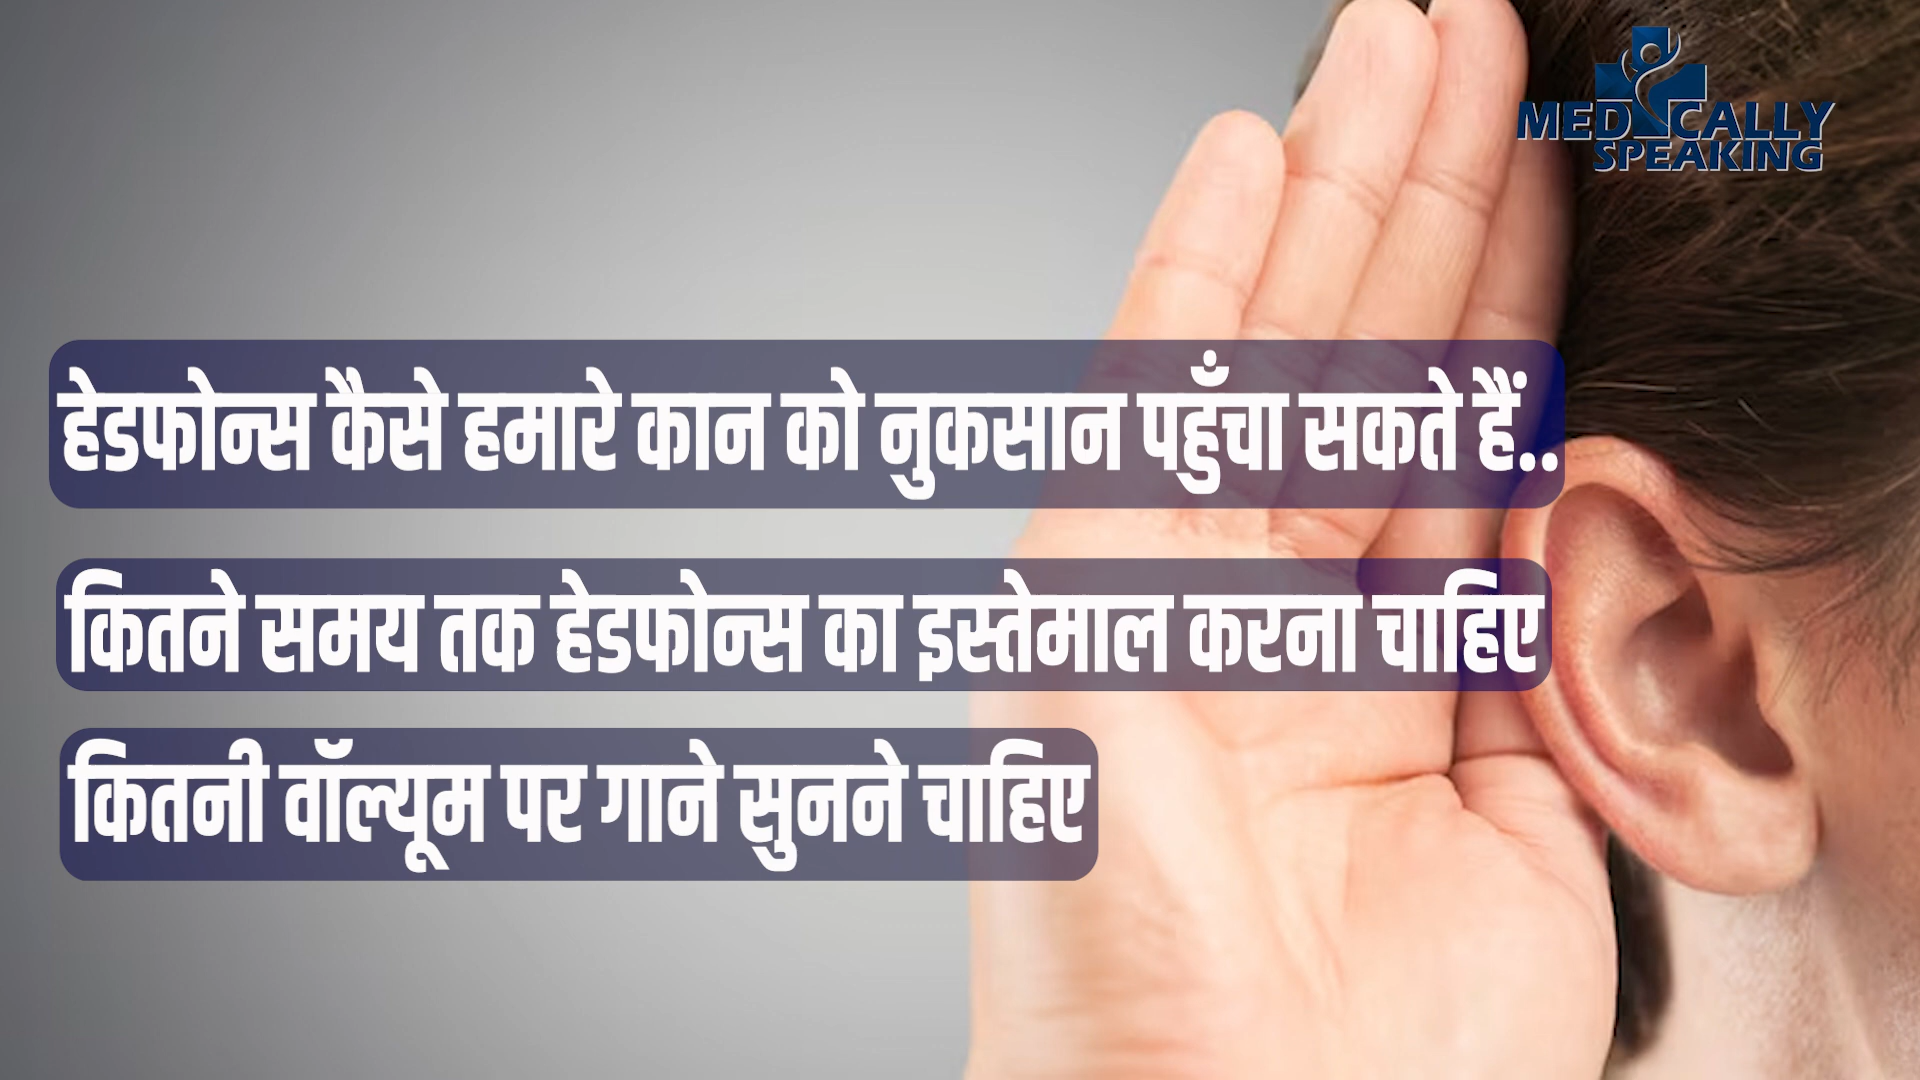 MEDICALLY
SPEAKING
हेडफोन्स कैसे हमारे कान को नुकसान पहुँचा सकते हैं..
कितने समय तक हेडफोन्स का इस्तेमाल करना चाहिए
कितनी वॉल्यूम पर गाने सुनने चाहिए